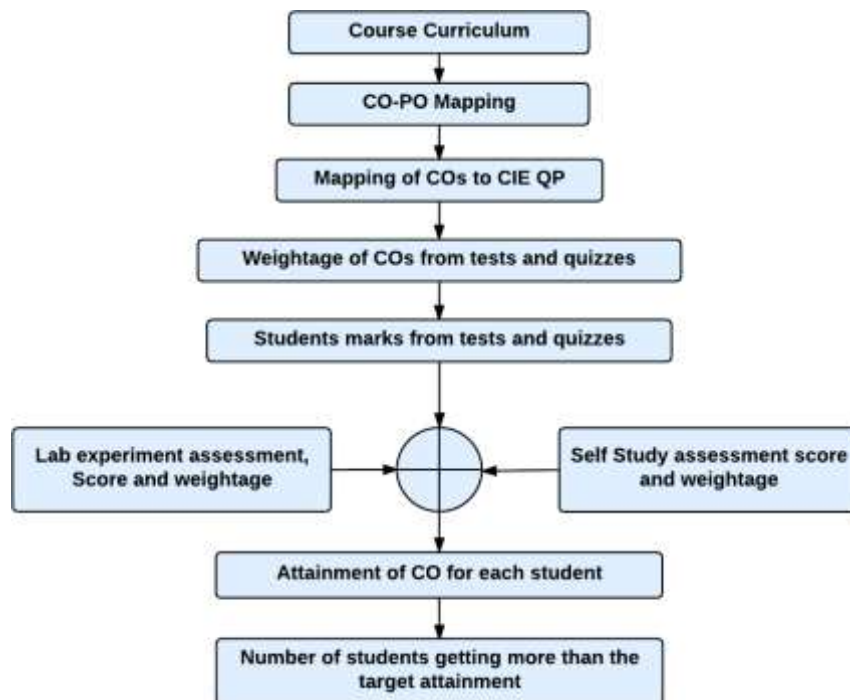 Course Curriculum
CO-PO Mapping
Mapping of COs to CIE QP
Weightage of COs from tests and quizzes
Students marks from tests and quizzes
Lab experiment assessment,
Score and weightage
Self Study assessment score
and weightage
Attainment of CO for each student
Number of students getting more than the
target attainment